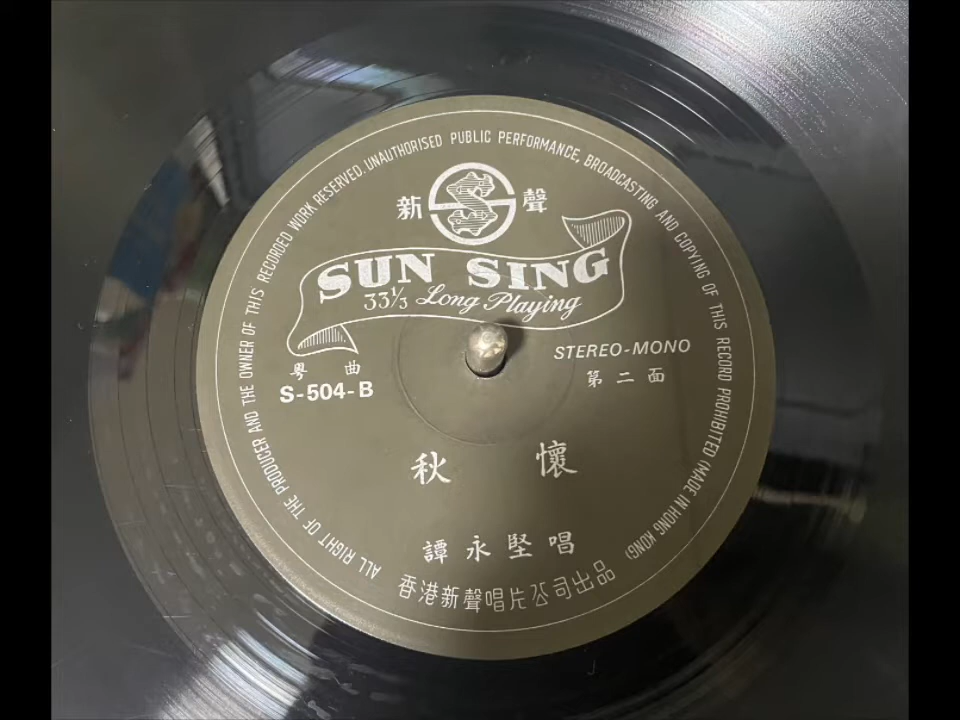 ALL RIGHT OF THE PRODUCER AND THE OWNER OF THIS RECORDED WORK RESERVED. UNAUTHORISED PUBLIC PERFORMANCE, BROADCASTING AND COPYING OF THIS RECORD PROHIBITED (MADE IN HONG KONG)
新 S 聲
SUN SING
33⅓ Long Playing
粵曲
S-504-B
STEREO-MONO
第二面
秋懷
譚永堅唱
香港新聲唱片公司出品